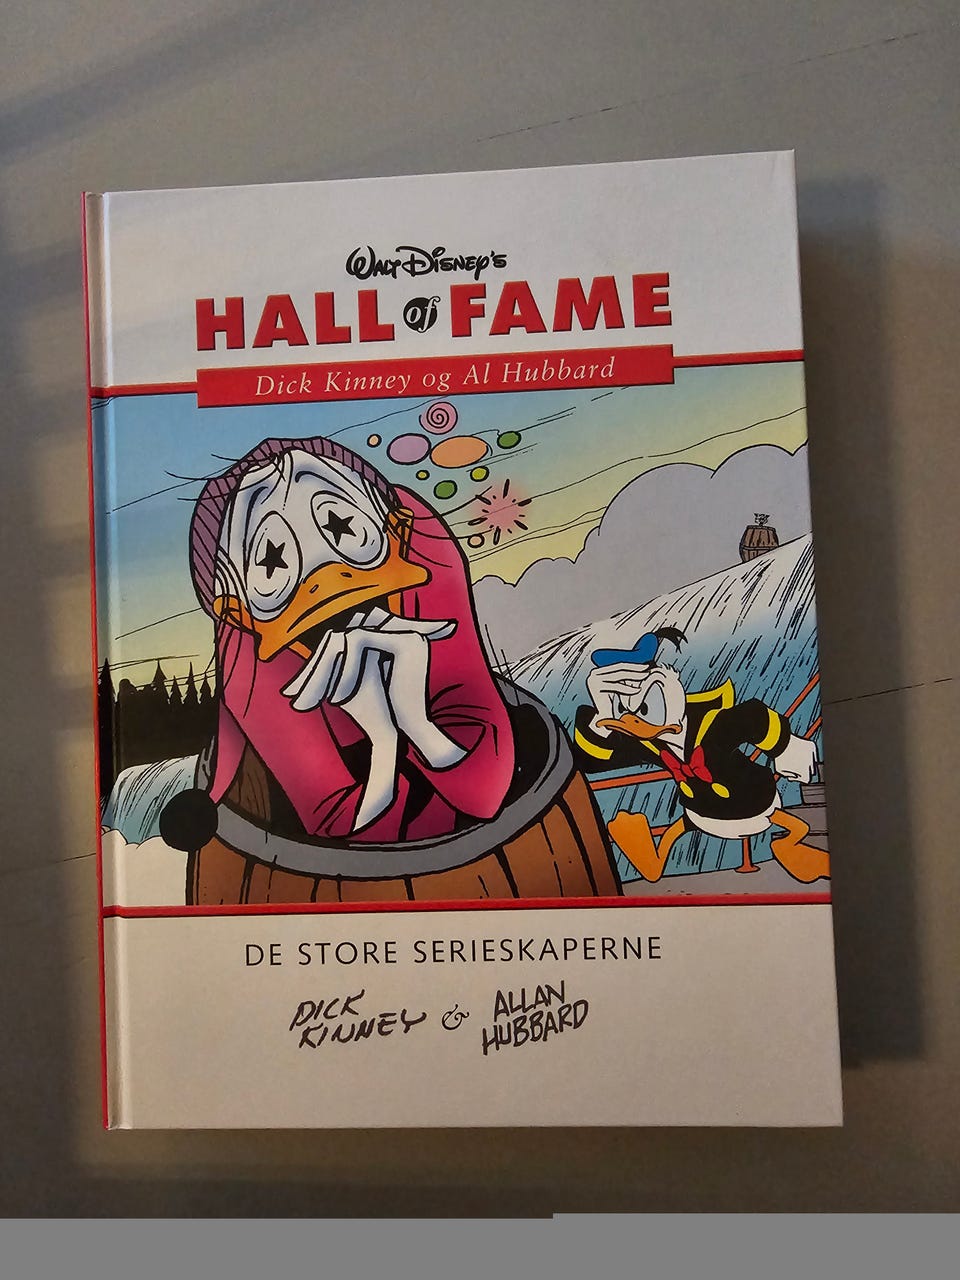 WALT DISNEY'S
HALL of FAME
Dick Kinney og Al Hubbard
DE STORE SERIESKAPERNE
DICK KINNEY & ALLAN HUBBARD